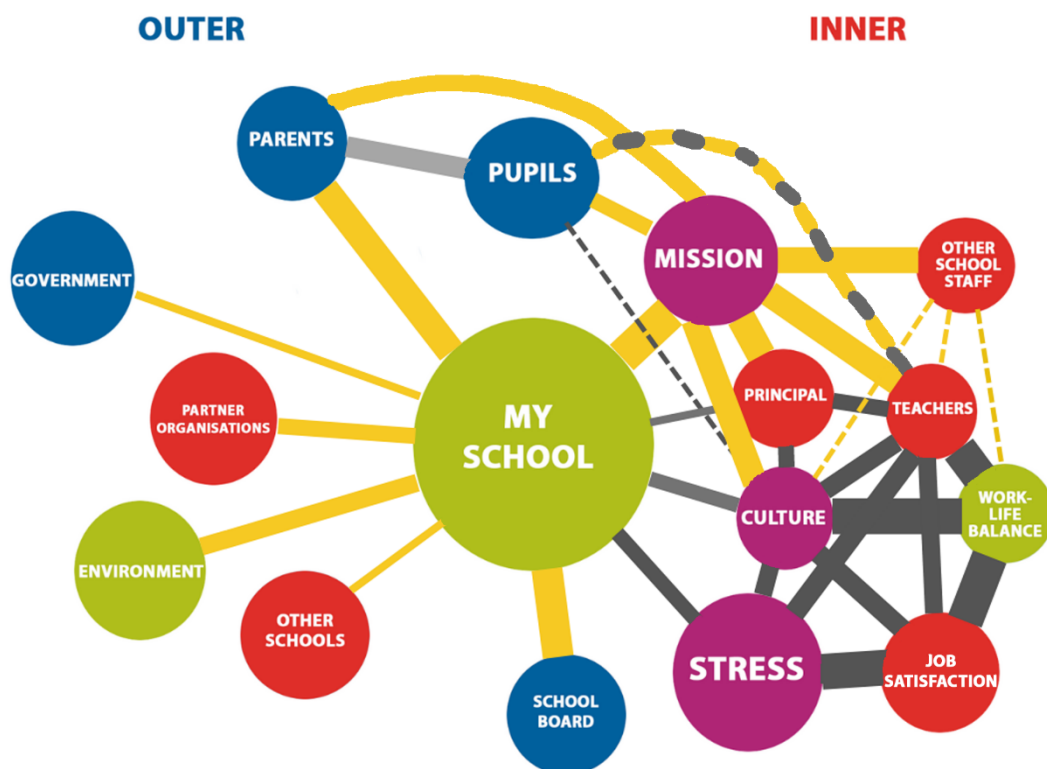 OUTER
INNER
PARENTS
PUPILS
MISSION
OTHER
SCHOOL
STAFF
GOVERNMENT
PRINCIPAL
TEACHERS
PARTNER
ORGANISATIONS
MY
SCHOOL
CULTURE
WORK-
LIFE
BALANCE
ENVIRONMENT
OTHER
SCHOOLS
STRESS
JOB
SATISFACTION
SCHOOL
BOARD